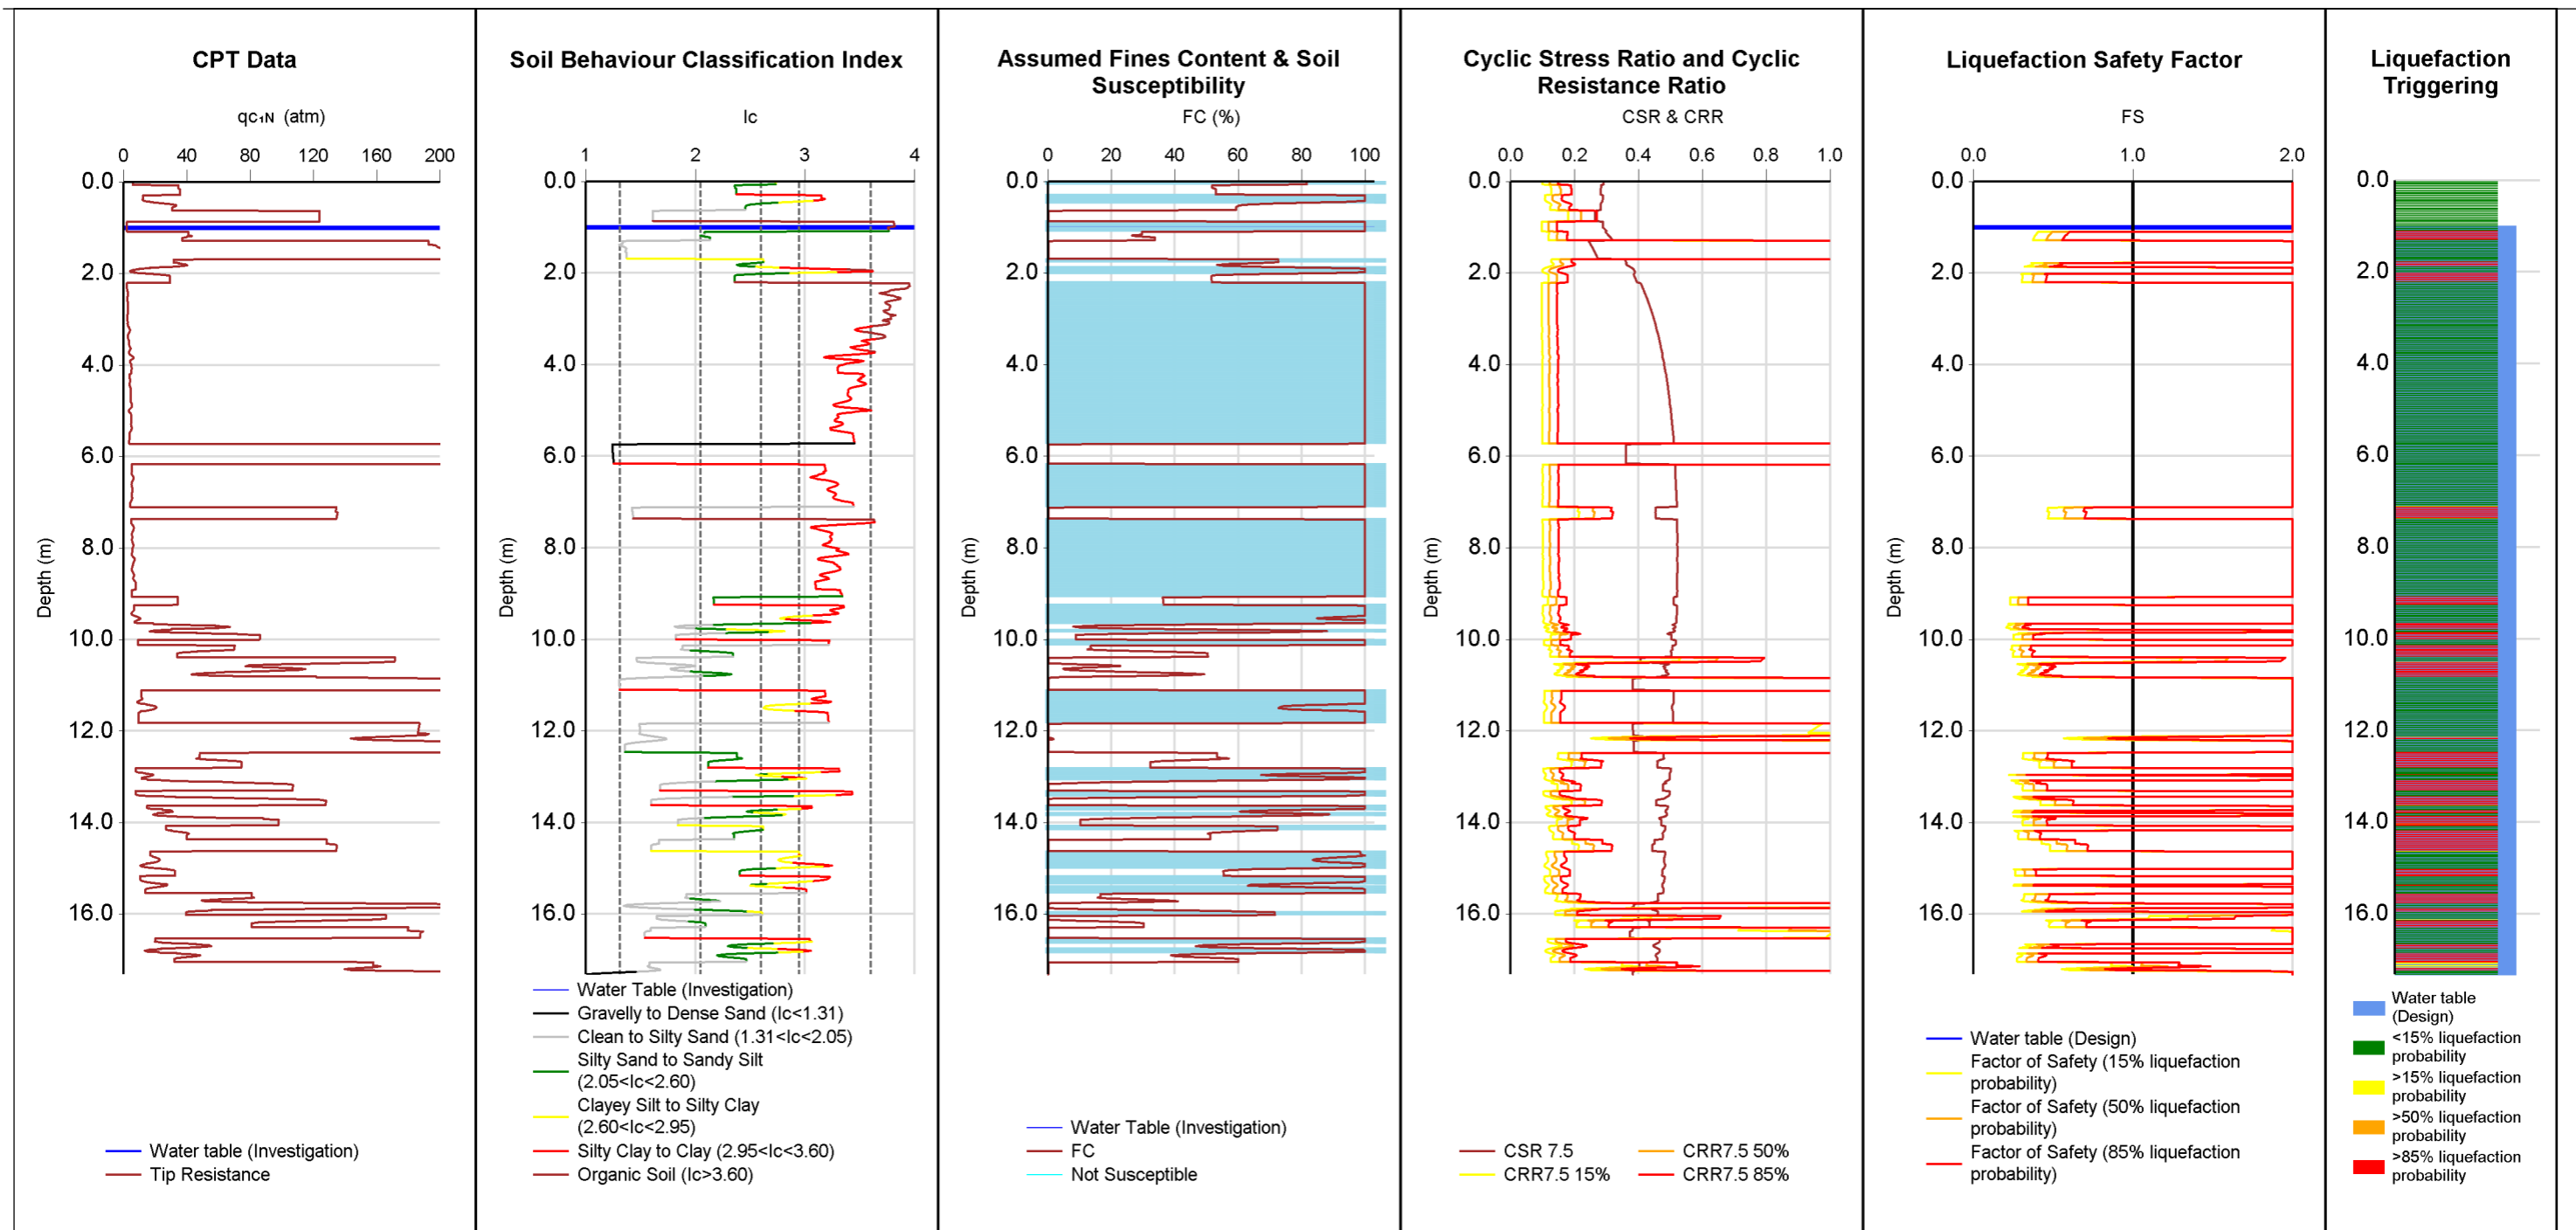 CPT Data
qc₁N (atm)
0 40 80 120 160 200
0.0
2.0
4.0
6.0
8.0
10.0
12.0
14.0
16.0
Depth (m)
Water table (Investigation)
Tip Resistance
Soil Behaviour Classification Index
Ic
1 2 3 4
0.0
2.0
4.0
6.0
8.0
10.0
12.0
14.0
16.0
Depth (m)
Water Table (Investigation)
Gravelly to Dense Sand (Ic<1.31)
Clean to Silty Sand (1.31<Ic<2.05)
Silty Sand to Sandy Silt
(2.05<Ic<2.60)
Clayey Silt to Silty Clay
(2.60<Ic<2.95)
Silty Clay to Clay (2.95<Ic<3.60)
Organic Soil (Ic>3.60)
Assumed Fines Content & Soil
Susceptibility
FC (%)
0 20 40 60 80 100
0.0
2.0
4.0
6.0
8.0
10.0
12.0
14.0
16.0
Depth (m)
Water Table (Investigation)
FC
Not Susceptible
Cyclic Stress Ratio and Cyclic
Resistance Ratio
CSR & CRR
0.0 0.2 0.4 0.6 0.8 1.0
0.0
2.0
4.0
6.0
8.0
10.0
12.0
14.0
16.0
Depth (m)
CSR 7.5
CRR7.5 50%
CRR7.5 15%
CRR7.5 85%
Liquefaction Safety Factor
FS
0.0 1.0 2.0
0.0
2.0
4.0
6.0
8.0
10.0
12.0
14.0
16.0
Depth (m)
Water table (Design)
Factor of Safety (15% liquefaction
probability)
Factor of Safety (50% liquefaction
probability)
Factor of Safety (85% liquefaction
probability)
Liquefaction
Triggering
0.0
2.0
4.0
6.0
8.0
10.0
12.0
14.0
16.0
Water table
(Design)
<15% liquefaction
probability
>15% liquefaction
probability
>50% liquefaction
probability
>85% liquefaction
probability